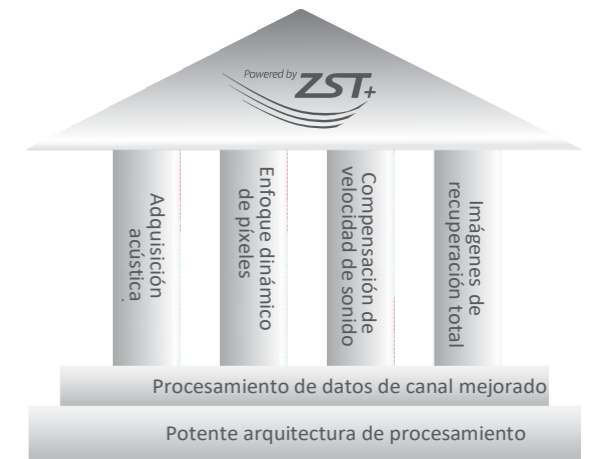 Powered by ZST+
Adquisición
acústica
Enfoque dinámico
de píxeles
Compensación de
velocidad de sonido
Imágenes de
recuperación total
Procesamiento de datos de canal mejorado
Potente arquitectura de procesamiento